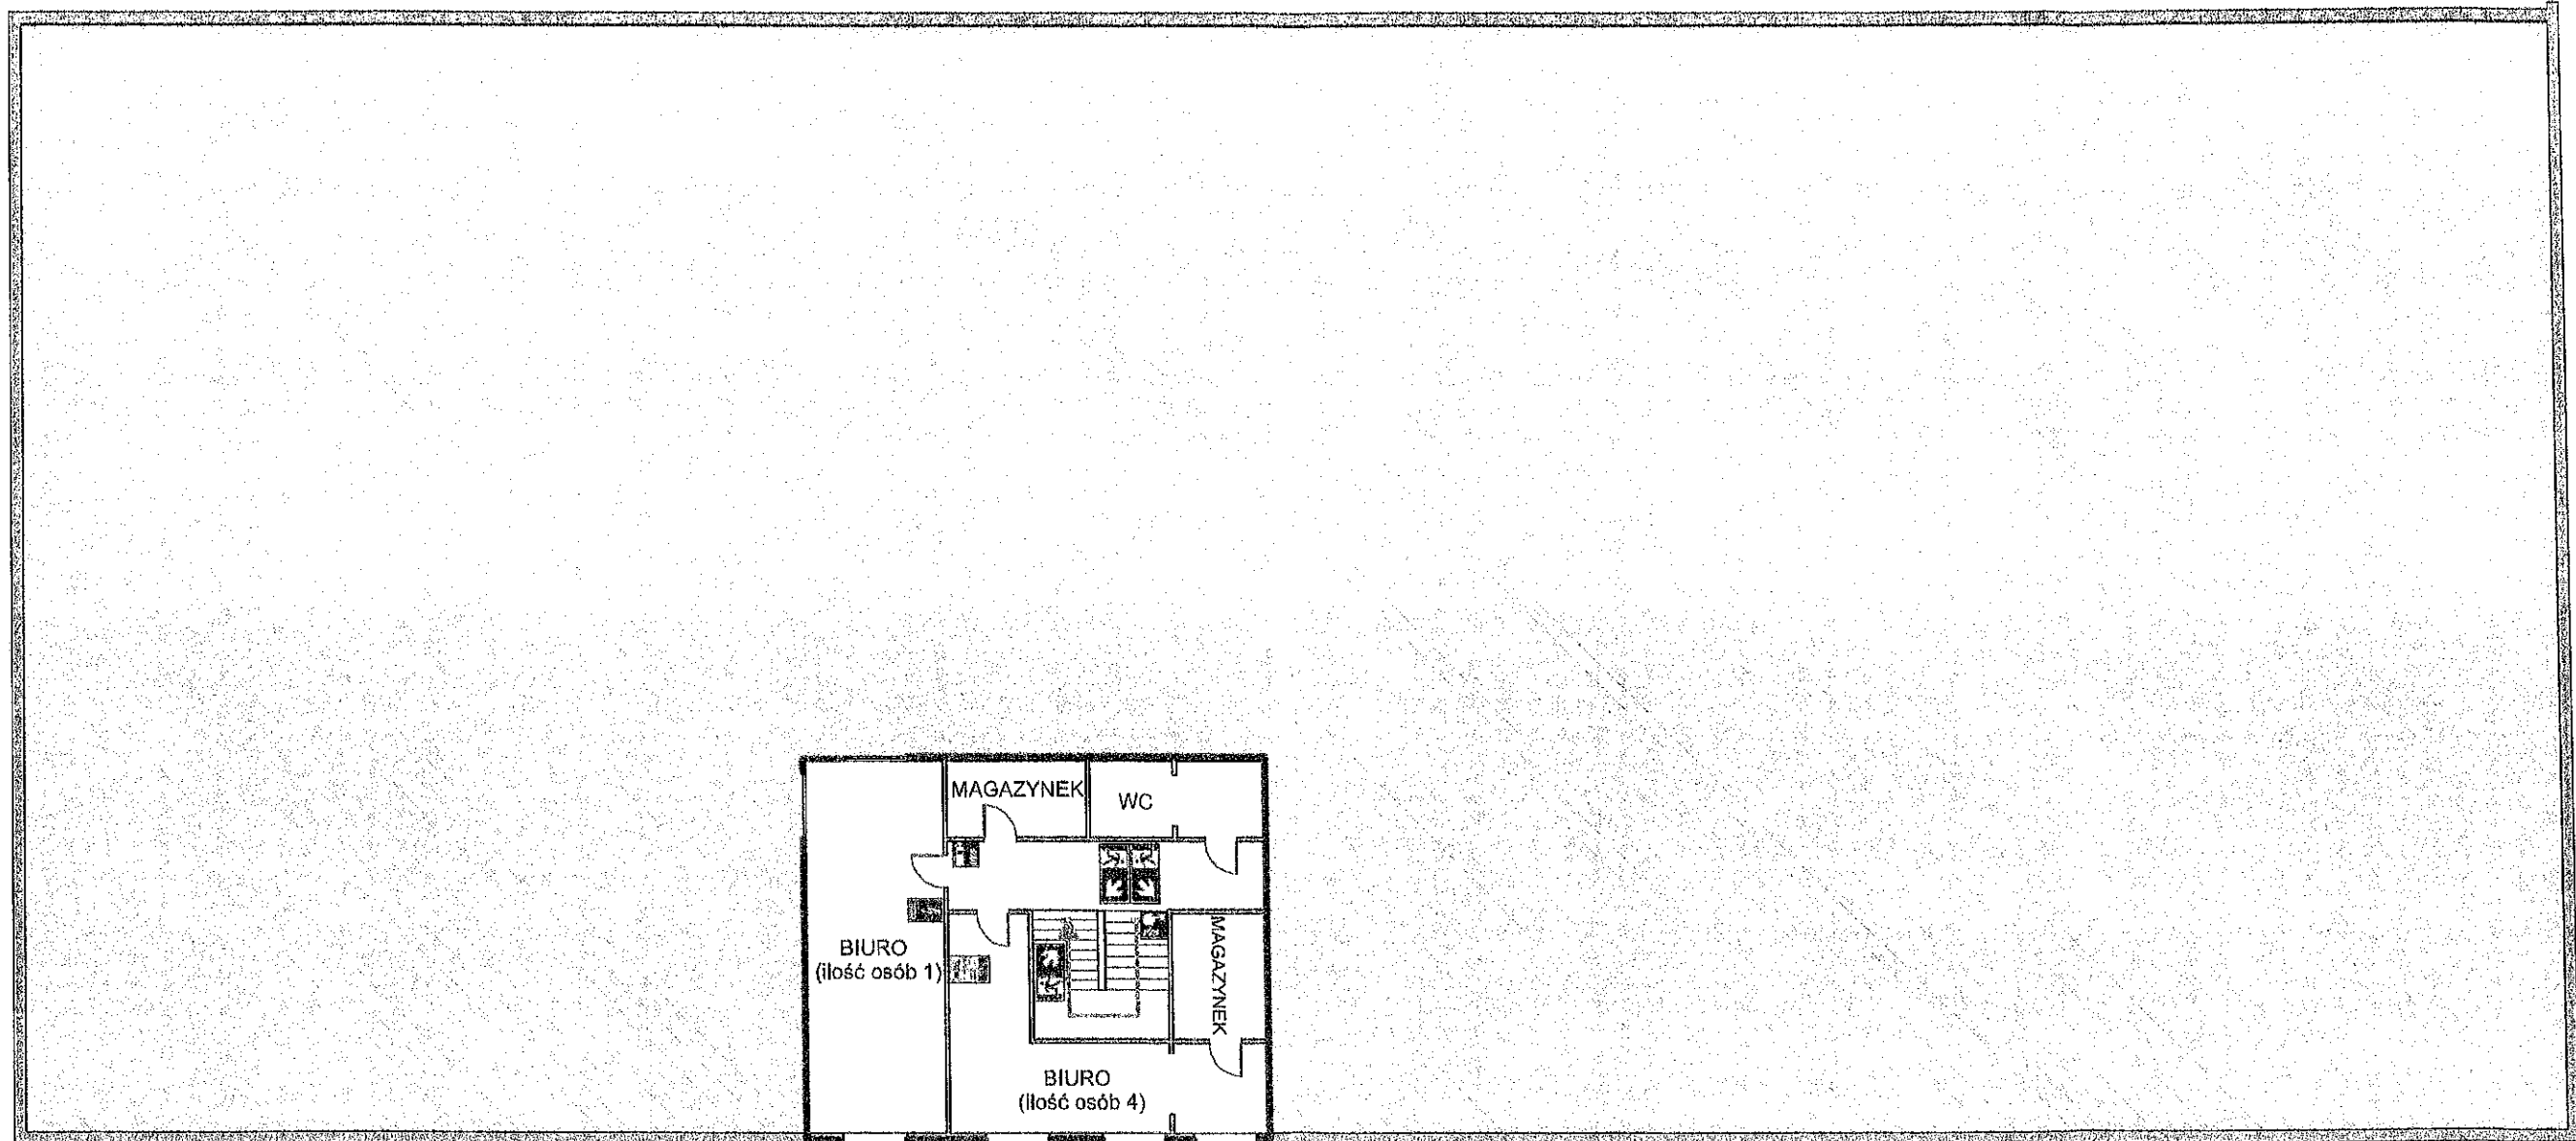 MAGAZYNEK
WC
BIURO
(ilość osób 1)
MAGAZYNEK
BIURO
(ilość osób 4)